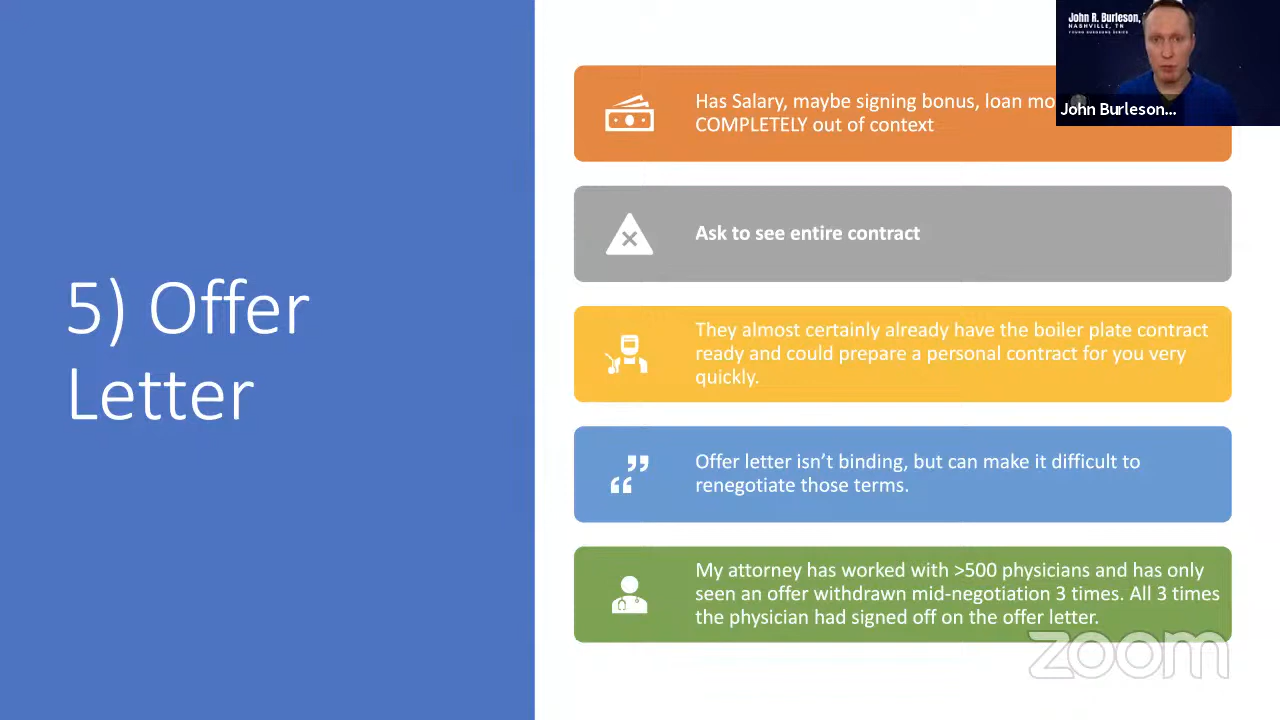 5) Offer
Letter
Has Salary, maybe signing bonus, loan
COMPLETELY out of context
Ask to see entire contract
They almost certainly already have the boiler plate contract
ready and could prepare a personal contract for you very
quickly.
Offer letter isn't binding, but can make it difficult to
renegotiate those terms.
My attorney has worked with >500 physicians and has only
seen an offer withdrawn mid-negotiation 3 times. All 3 times
the physician had signed off on the offer letter.
John R. Burleson,
NASHVILLE, TN
YOUNG SURGEONS SERIES
John Burleson...
zoom